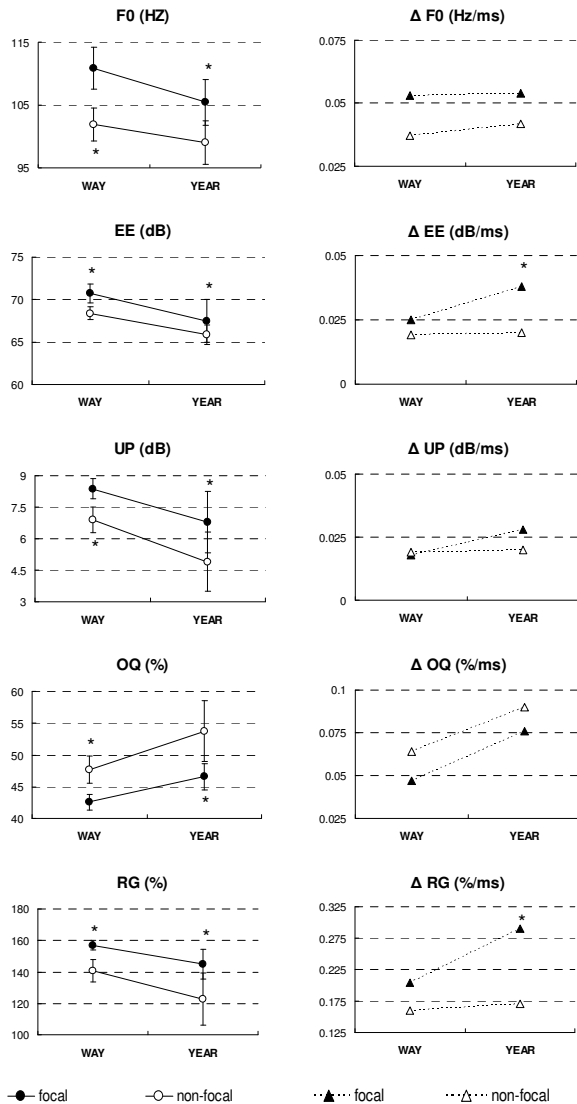 F0 (HZ)
Δ F0 (Hz/ms)
115
105
95
*
*
WAY
YEAR
0.075
0.05
0.025
WAY
YEAR
EE (dB)
Δ EE (dB/ms)
75
70
65
60
*
*
WAY
YEAR
0.05
0.025
0
*
WAY
YEAR
UP (dB)
Δ UP (dB/ms)
9
7.5
6
4.5
3
*
*
WAY
YEAR
0.05
0.025
0
WAY
YEAR
OQ (%)
Δ OQ (%/ms)
60
55
50
45
40
*
*
WAY
YEAR
0.1
0.075
0.05
0.025
WAY
YEAR
RG (%)
Δ RG (%/ms)
180
160
140
120
100
*
*
WAY
YEAR
0.325
0.275
0.225
0.175
0.125
*
WAY
YEAR
focal
non-focal
focal
non-focal